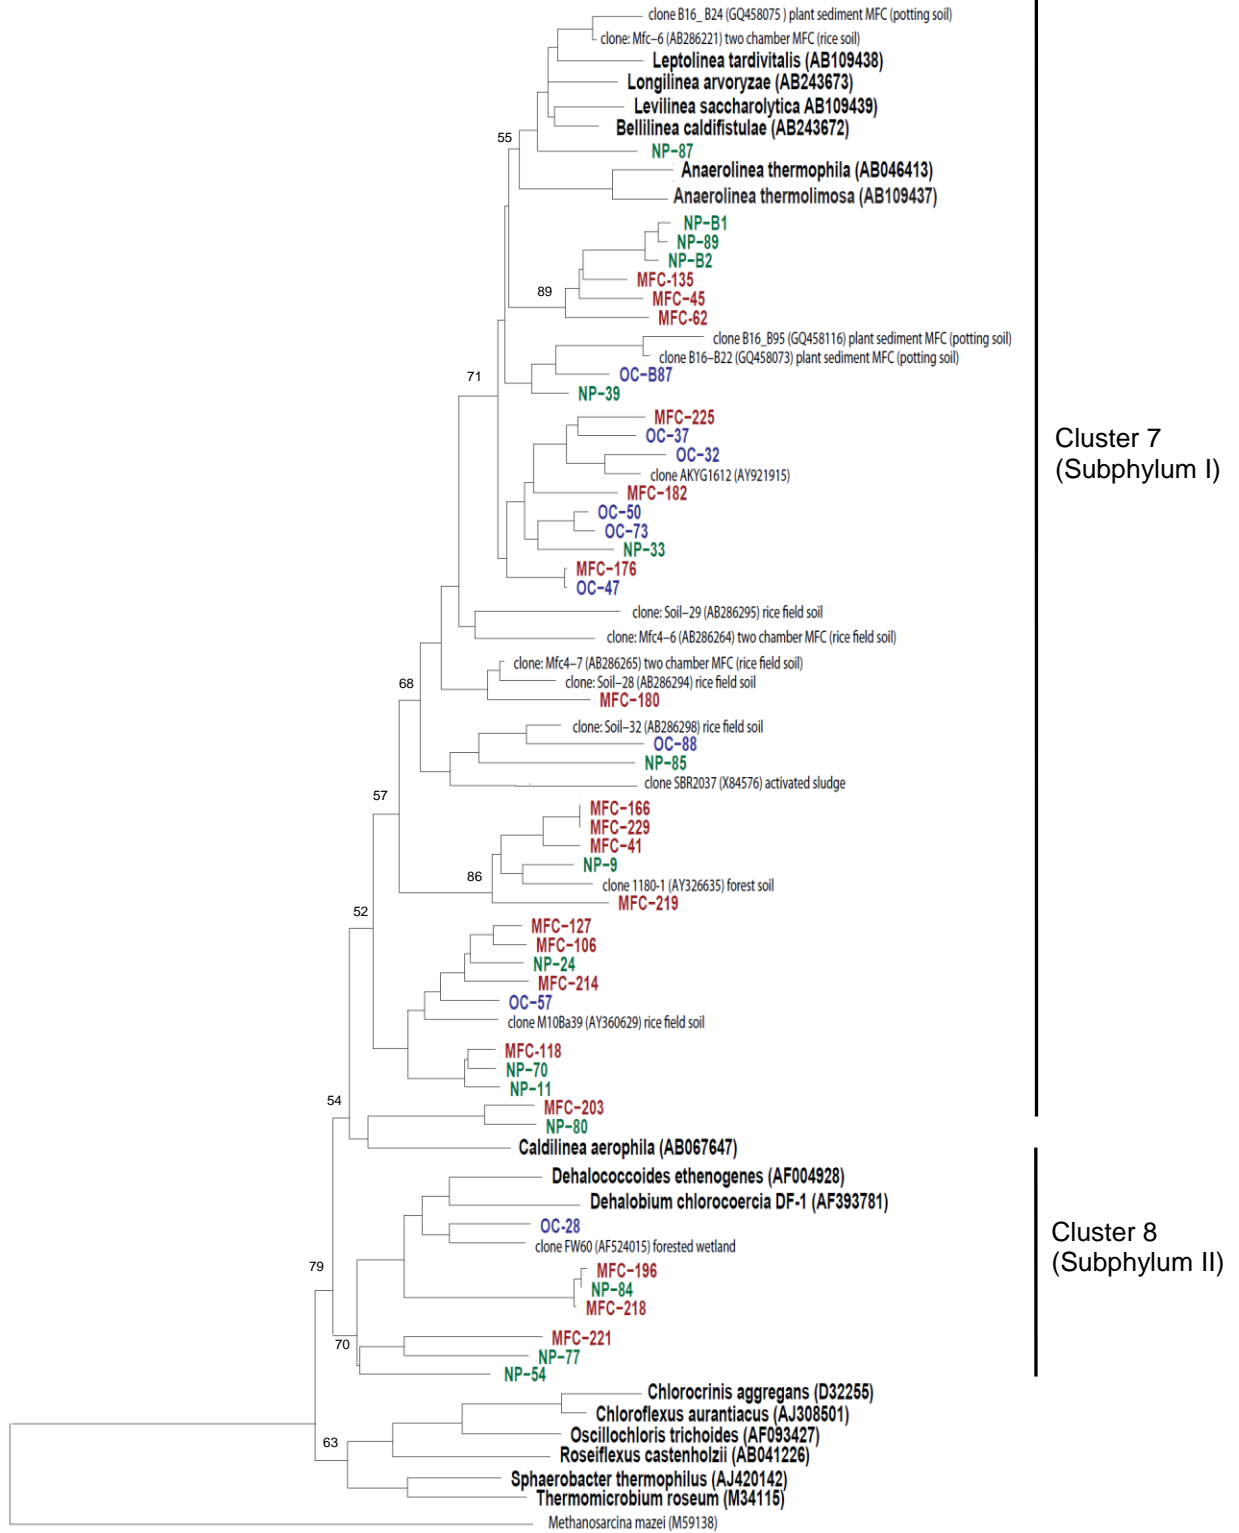 clone B16_ B24 (GQ458075 ) plant sediment MFC (potting soil)
clone: Mfc–6 (AB286221) two chamber MFC (rice soil)
Leptolinea tardivitalis (AB109438)
Longilinea arvoryzae (AB243673)
Levilinea saccharolytica AB109439)
Bellilinea caldifistulae (AB243672)
55
NP–87
Anaerolinea thermophila (AB046413)
Anaerolinea thermolimosa (AB109437)
NP–B1
NP–89
NP–B2
MFC-135
89
MFC–45
MFC-62
clone B16_B95 (GQ458116) plant sediment MFC (potting soil)
clone B16–B22 (GQ458073) plant sediment MFC (potting soil)
71
OC–B87
NP–39
MFC–225
OC–37
Cluster 7
(Subphylum I)
OC–32
clone AKYG1612 (AY921915)
MFC–182
OC–50
OC–73
NP–33
MFC–176
OC–47
clone: Soil–29 (AB286295) rice field soil
clone: Mfc4–6 (AB286264) two chamber MFC (rice field soil)
clone: Mfc4–7 (AB286265) two chamber MFC (rice field soil)
68
clone: Soil–28 (AB286294) rice field soil
MFC–180
clone: Soil–32 (AB286298) rice field soil
OC–88
NP–85
clone SBR2037 (X84576) activated sludge
57
MFC–166
MFC–229
MFC–41
NP–9
86
clone 1180-1 (AY326635) forest soil
MFC–219
52
MFC–127
MFC–106
NP–24
MFC–214
OC–57
clone M10Ba39 (AY360629) rice field soil
MFC-118
NP–70
NP–11
54
MFC–203
NP–80
Caldilinea aerophila (AB067647)
Dehalococcoides ethenogenes (AF004928)
Dehalobium chlorocoercia DF-1 (AF393781)
OC-28
Cluster 8
(Subphylum II)
clone FW60 (AF524015) forested wetland
79
MFC–196
NP–84
MFC–218
70
MFC–221
NP–77
NP–54
Chlorocrinis aggregans (D32255)
Chloroflexus aurantiacus (AJ308501)
Oscillochloris trichoides (AF093427)
63
Roseiflexus castenholzii (AB041226)
Sphaerobacter thermophilus (AJ420142)
Thermomicrobium roseum (M34115)
Methanosarcina mazei (M59138)